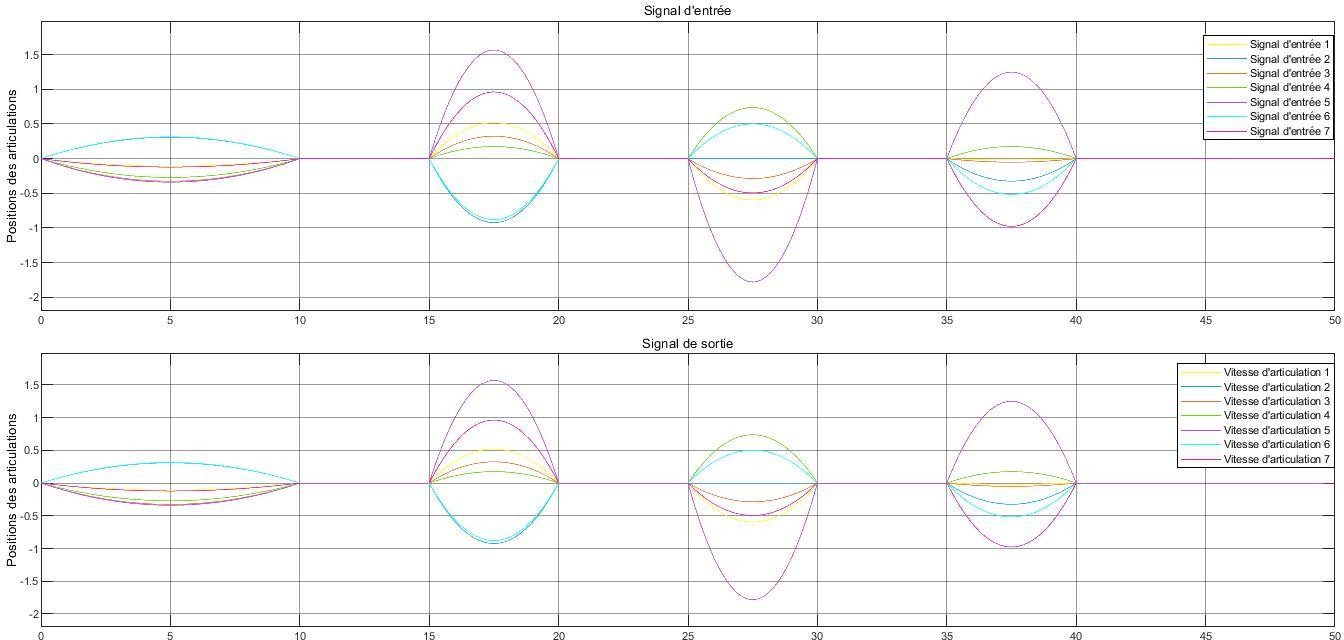 Signal d'entrée
Positions des articulations
1.5
1
0.5
0
-0.5
-1
-1.5
-2
0 5 10 15 20 25 30 35 40 45 50
Signal d'entrée 1
Signal d'entrée 2
Signal d'entrée 3
Signal d'entrée 4
Signal d'entrée 5
Signal d'entrée 6
Signal d'entrée 7
Signal de sortie
Positions des articulations
1.5
1
0.5
0
-0.5
-1
-1.5
-2
0 5 10 15 20 25 30 35 40 45 50
Vitesse d'articulation 1
Vitesse d'articulation 2
Vitesse d'articulation 3
Vitesse d'articulation 4
Vitesse d'articulation 5
Vitesse d'articulation 6
Vitesse d'articulation 7